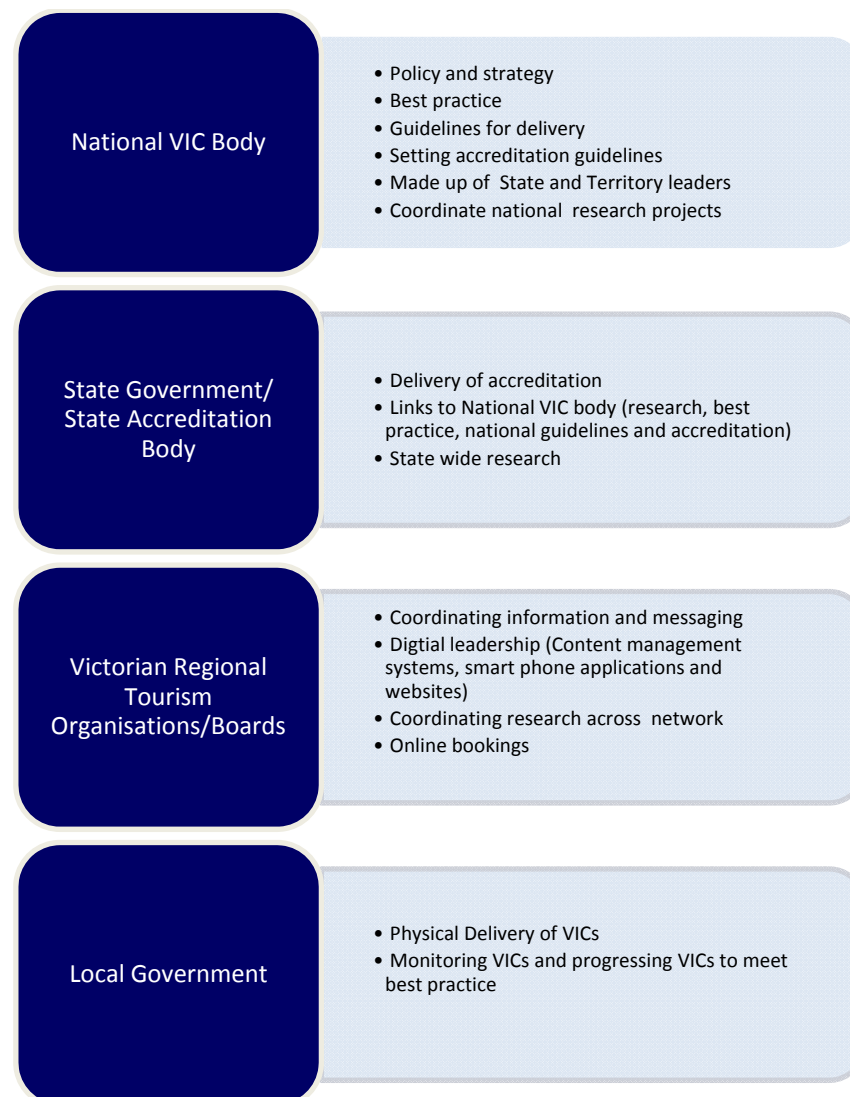 National VIC Body
• Policy and strategy
• Best practice
• Guidelines for delivery
• Setting accreditation guidelines
• Made up of State and Territory leaders
• Coordinate national research projects
State Government/
State Accreditation
Body
• Delivery of accreditation
• Links to National VIC body (research, best
practice, national guidelines and accreditation)
• State wide research
Victorian Regional
Tourism
Organisations/Boards
• Coordinating information and messaging
• Digtial leadership (Content management
systems, smart phone applications and
websites)
• Coordinating research across network
• Online bookings
Local Government
• Physical Delivery of VICs
• Monitoring VICs and progressing VICs to meet
best practice